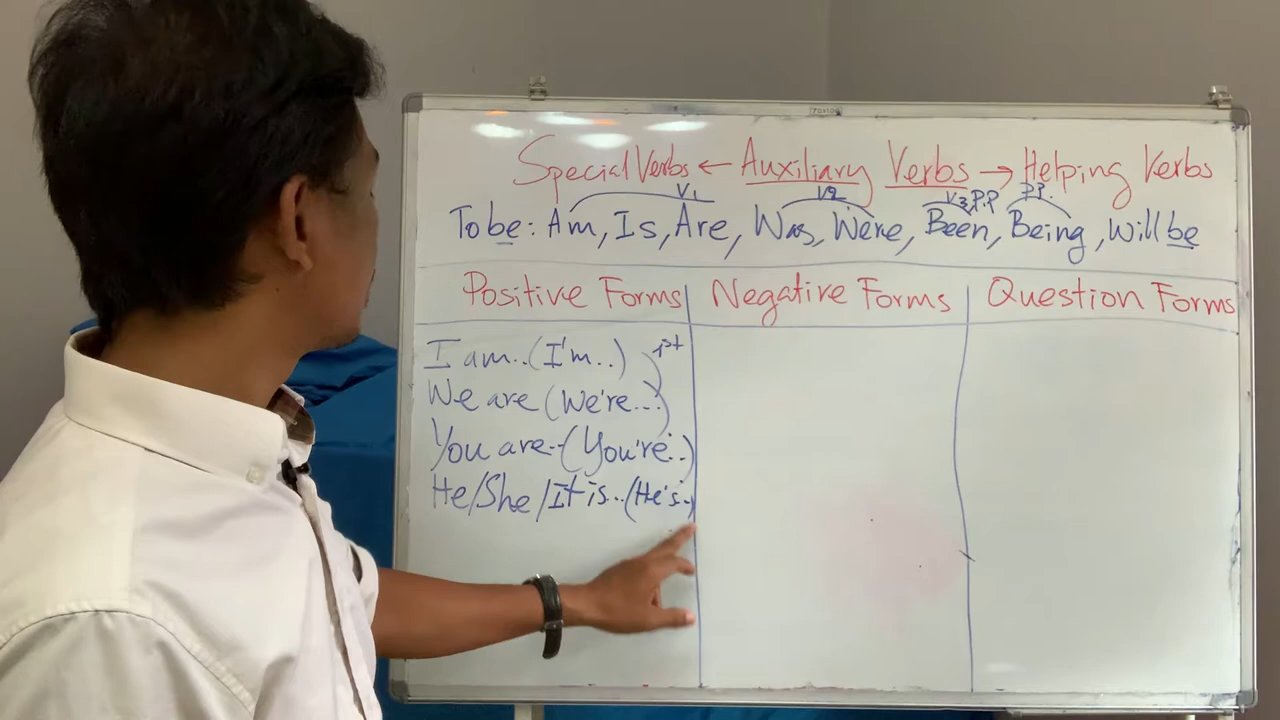 Special Verbs ← Auxiliary Verbs → Helping Verbs
V1 V2 V3, P.P P.P.
To be: Am, Is, Are, Was, Were, Been, Being, Will be
Positive Forms Negative Forms Question Forms
I am..(I'm..) 1st
We are (We're...)
You are..(You're..)
He/She/It is..(He's..)